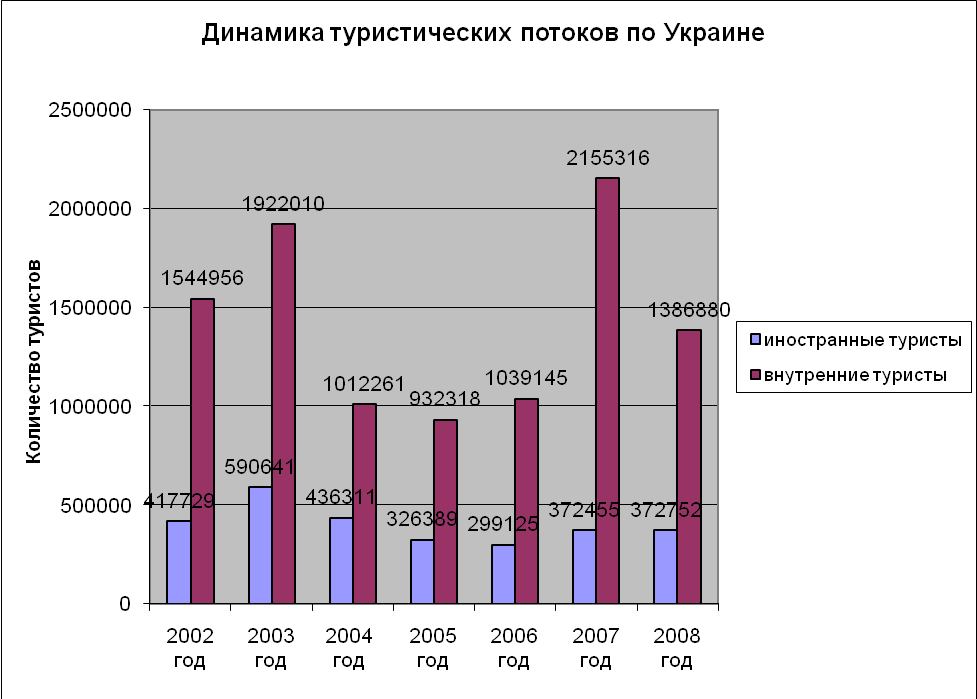 Динамика туристических потоков по Украине
Количество туристов
2500000
2000000
1500000
1000000
500000
0
417729
1544956
590641
1922010
436311
1012261
326389
932318
299125
1039145
372455
2155316
372752
1386880
2002 год
2003 год
2004 год
2005 год
2006 год
2007 год
2008 год
иностранные туристы
внутренние туристы